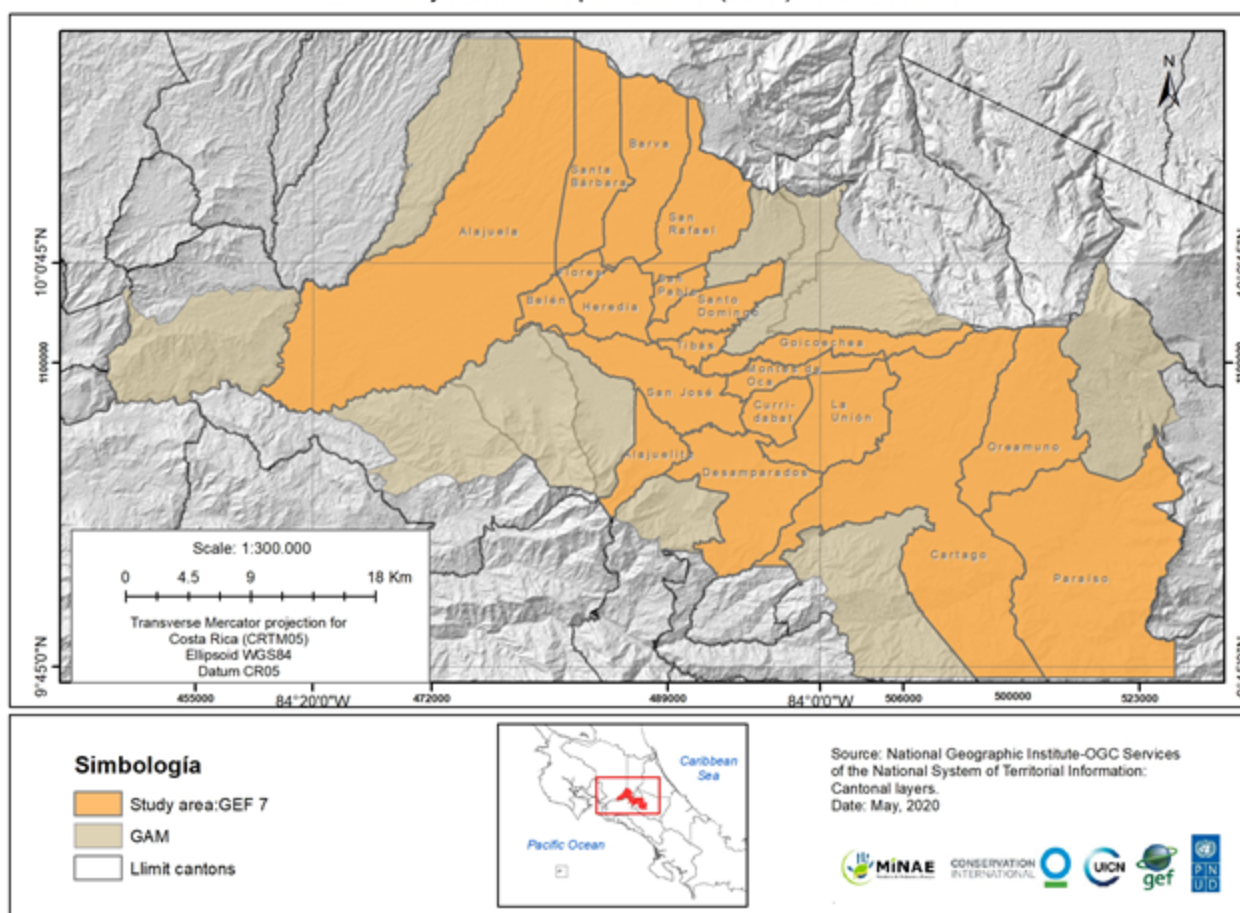 N
Barva
Santa
Bárbara
Alajuela
San
Rafael
Flores
San
Pablo
Belén
Heredia
Santo
Domingo
Tibás
Goicoechea
Montes de
Oca
San José
Curri-
dabat
La
Unión
Oreamuno
Alajuelita
Desamparados
Cartago
Paraíso
10°0'45"N
1100000
9°45'0"N
Scale: 1:300.000
0 4.5 9 18 Km
Transverse Mercator projection for
Costa Rica (CRTM05)
Ellipsoid WGS84
Datum CR05
455000 84°20'0"W 472000 489000 84°0'0"W 506000 500000 523000
Simbología
Study area:GEF 7
GAM
Llimit cantons
Caribbean
Sea
Pacific Ocean
Source: National Geographic Institute-OGC Services
of the National System of Territorial Information:
Cantonal layers.
Date: May, 2020
MiNAE
CONSERVATION
INTERNATIONAL
UICN
gef
P N
U D